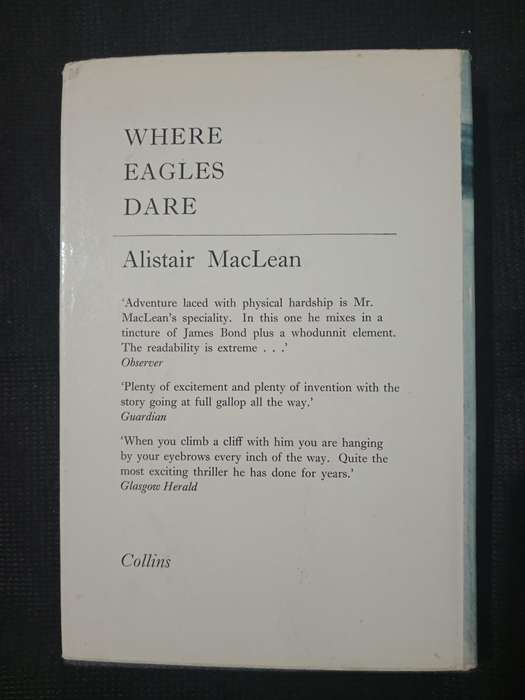 WHERE
EAGLES
DARE
Alistair MacLean
‘Adventure laced with physical hardship is Mr.
MacLean’s speciality. In this one he mixes in a
tincture of James Bond plus a whodunnit element.
The readability is extreme . . .’
Observer
‘Plenty of excitement and plenty of invention with the
story going at full gallop all the way.’
Guardian
‘When you climb a cliff with him you are hanging
by your eyebrows every inch of the way. Quite the
most exciting thriller he has done for years.’
Glasgow Herald
Collins